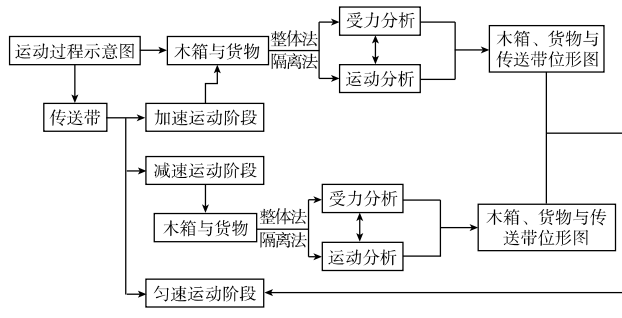 运动过程示意图
木箱与货物
整体法
隔离法
受力分析
运动分析
木箱、货物与
传送带位形图
传送带
加速运动阶段
减速运动阶段
木箱与货物
整体法
隔离法
受力分析
运动分析
木箱、货物与传
送带位形图
匀速运动阶段